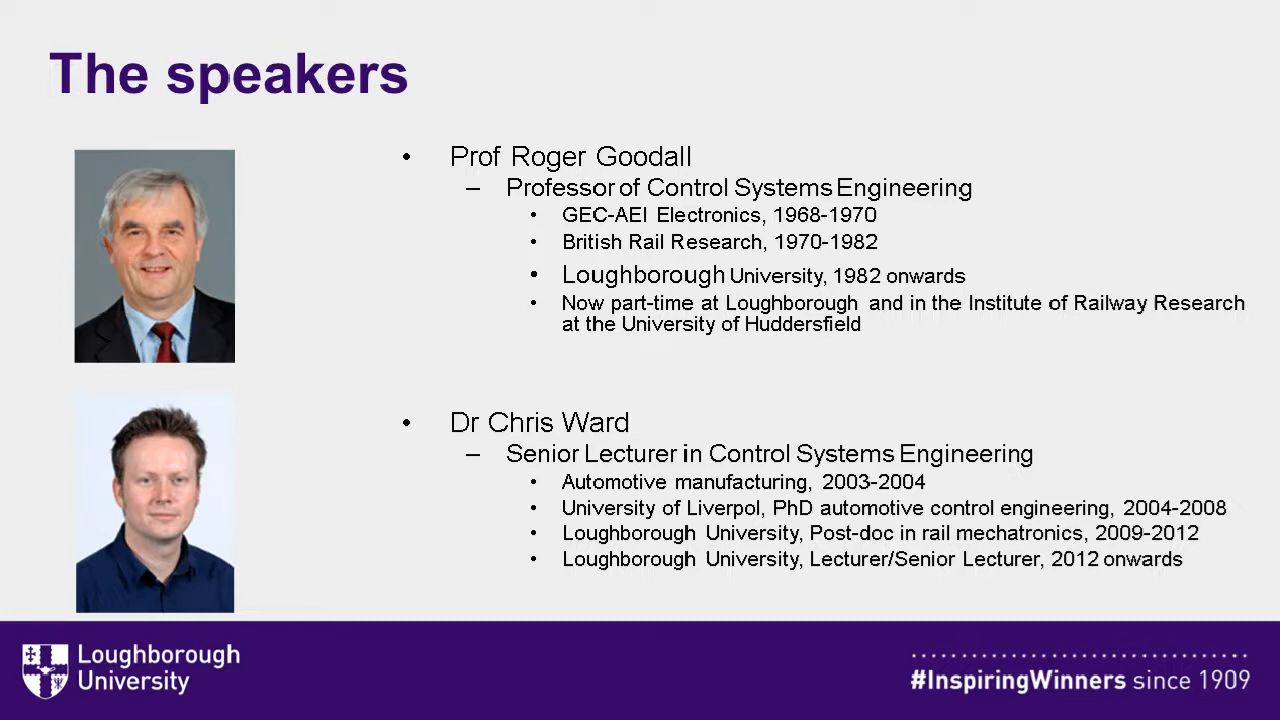 The speakers
• Prof Roger Goodall
– Professor of Control Systems Engineering
• GEC-AEI Electronics, 1968-1970
• British Rail Research, 1970-1982
• Loughborough University, 1982 onwards
• Now part-time at Loughborough and in the Institute of Railway Research
at the University of Huddersfield
• Dr Chris Ward
– Senior Lecturer in Control Systems Engineering
• Automotive manufacturing, 2003-2004
• University of Liverpol, PhD automotive control engineering, 2004-2008
• Loughborough University, Post-doc in rail mechatronics, 2009-2012
• Loughborough University, Lecturer/Senior Lecturer, 2012 onwards
Loughborough
University
#InspiringWinners since 1909